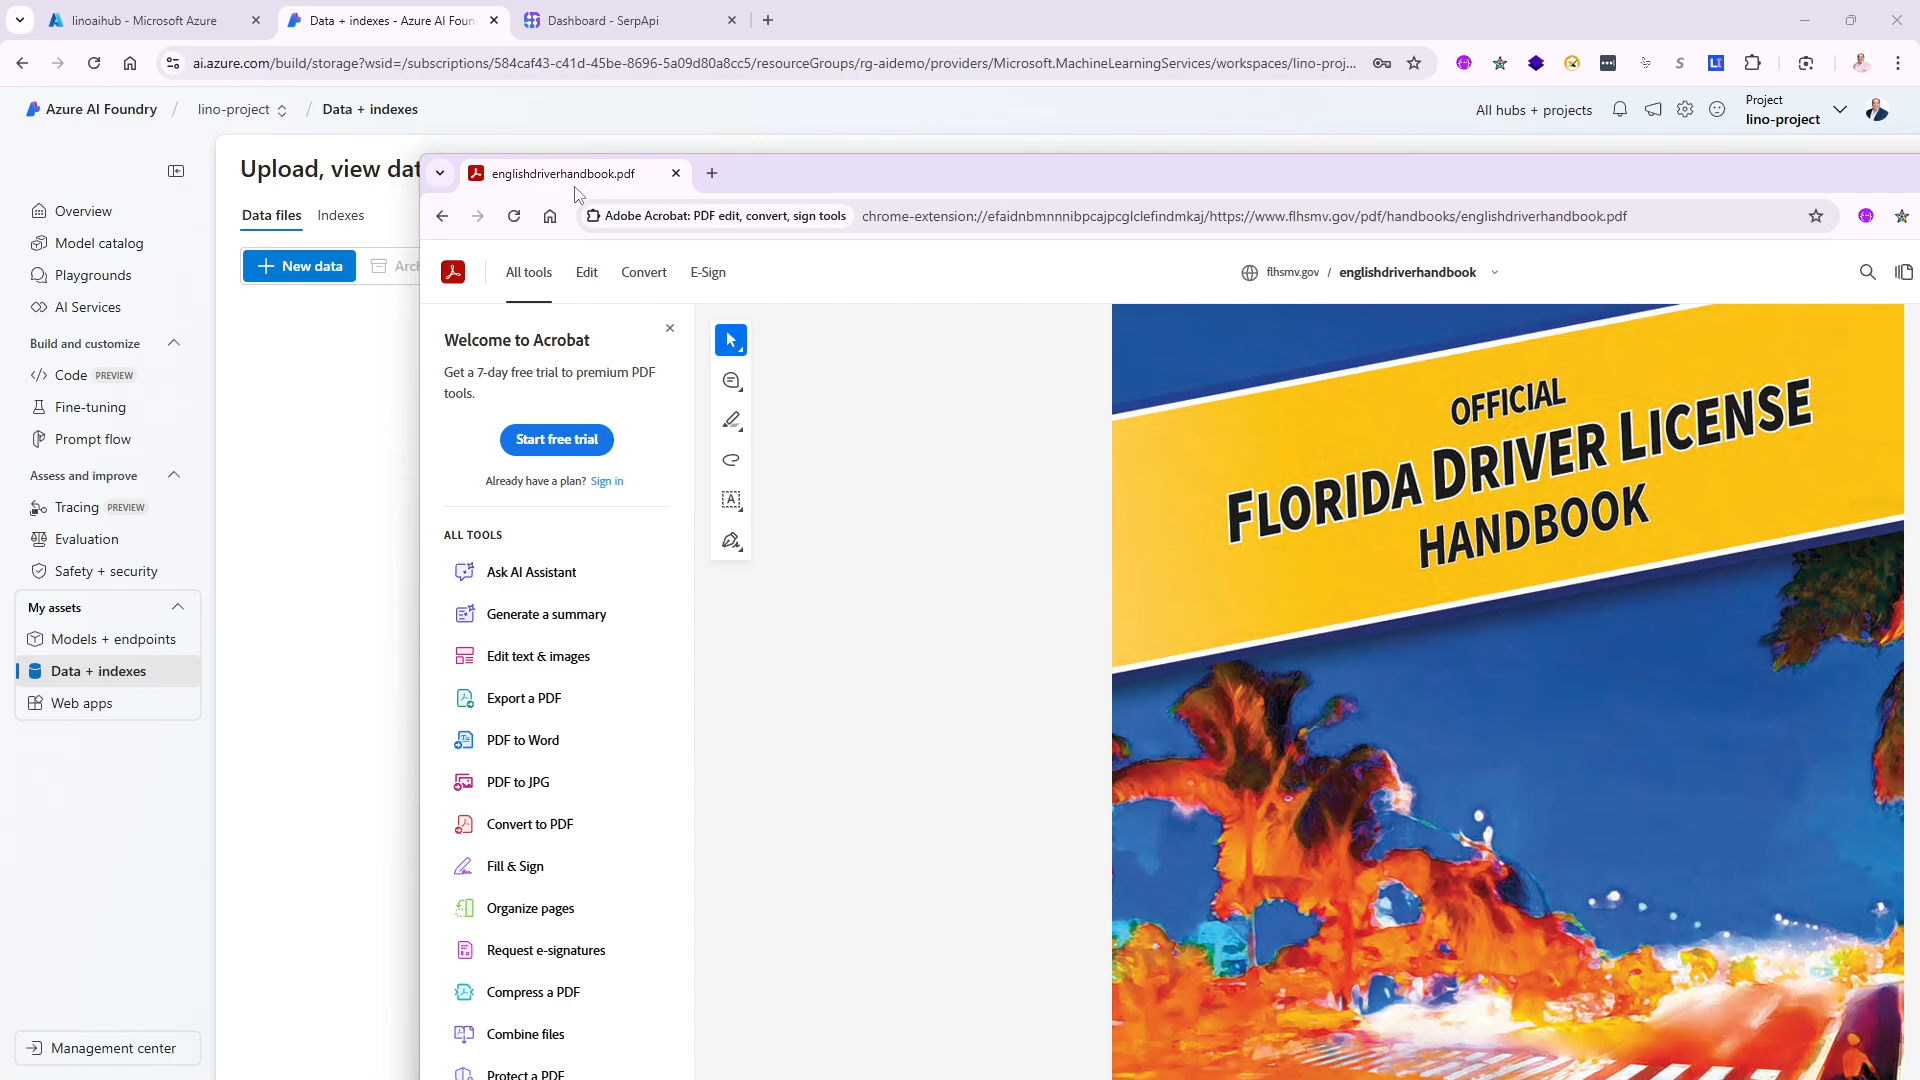 linoaihub - Microsoft Azure
Data + indexes - Azure AI Foun
Dashboard - SerpApi
ai.azure.com/build/storage?wsid=/subscriptions/584caf43-c41d-45be-8696-5a09d80a8cc5/resourceGroups/rg-aidemo/providers/Microsoft.MachineLearningServices/workspaces/lino-proj...
Azure AI Foundry / lino-project / Data + indexes
All hubs + projects
Project
lino-project
Upload, view dat
Data files Indexes
New data
Arc
Overview
Model catalog
Playgrounds
AI Services
Build and customize
Code PREVIEW
Fine-tuning
Prompt flow
Assess and improve
Tracing PREVIEW
Evaluation
Safety + security
My assets
Models + endpoints
Data + indexes
Web apps
Management center
englishdriverhandbook.pdf
Adobe Acrobat: PDF edit, convert, sign tools
chrome-extension://efaidnbmnnnibpcajpcglclefindmkaj/https://www.flhsmv.gov/pdf/handbooks/englishdriverhandbook.pdf
All tools Edit Convert E-Sign
flhsmv.gov / englishdriverhandbook
Welcome to Acrobat
Get a 7-day free trial to premium PDF
tools.
Start free trial
Already have a plan? Sign in
ALL TOOLS
Ask AI Assistant
Generate a summary
Edit text & images
Export a PDF
PDF to Word
PDF to JPG
Convert to PDF
Fill & Sign
Organize pages
Request e-signatures
Compress a PDF
Combine files
Protect a PDF
OFFICIAL
FLORIDA DRIVER LICENSE
HANDBOOK